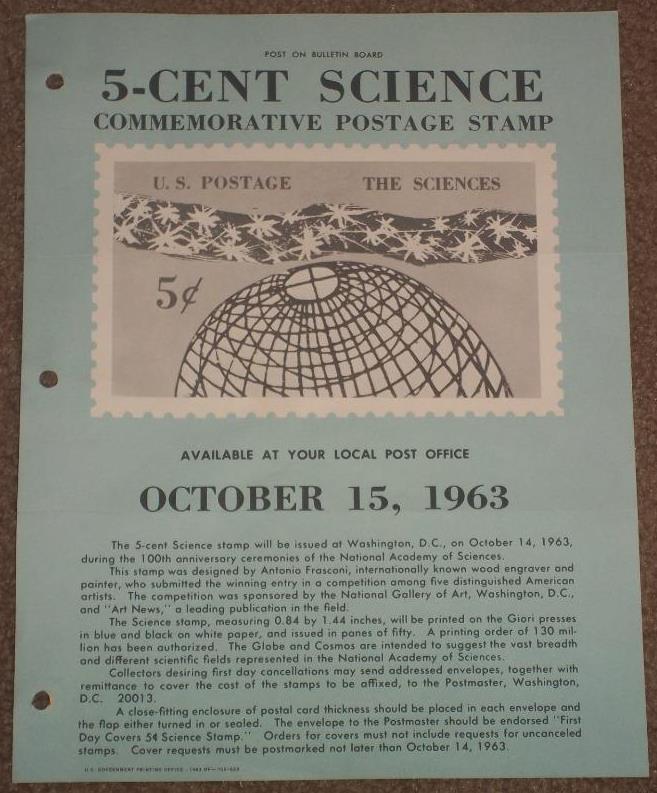 POST ON BULLETIN BOARD
5-CENT SCIENCE
COMMEMORATIVE POSTAGE STAMP
U. S. POSTAGE THE SCIENCES
5¢
AVAILABLE AT YOUR LOCAL POST OFFICE
OCTOBER 15, 1963
The 5-cent Science stamp will be issued at Washington, D.C., on October 14, 1963,
during the 100th anniversary ceremonies of the National Academy of Sciences.
This stamp was designed by Antonio Frasconi, internationally known wood engraver and
painter, who submitted the winning entry in a competition among five distinguished American
artists. The competition was sponsored by the National Gallery of Art, Washington, D.C.,
and "Art News," a leading publication in the field.
The Science stamp, measuring 0.84 by 1.44 inches, will be printed on the Giori presses
in blue and black on white paper, and issued in panes of fifty. A printing order of 130 mil-
lion has been authorized. The Globe and Cosmos are intended to suggest the vast breadth
and different scientific fields represented in the National Academy of Sciences.
Collectors desiring first day cancellations may send addressed envelopes, together with
remittance to cover the cost of the stamps to be affixed, to the Postmaster, Washington,
D.C. 20013.
A close-fitting enclosure of postal card thickness should be placed in each envelope and
the flap either turned in or sealed. The envelope to the Postmaster should be endorsed "First
Day Covers 5¢ Science Stamp." Orders for covers must not include requests for uncanceled
stamps. Cover requests must be postmarked not later than October 14, 1963.
U.S. GOVERNMENT PRINTING OFFICE - 1963